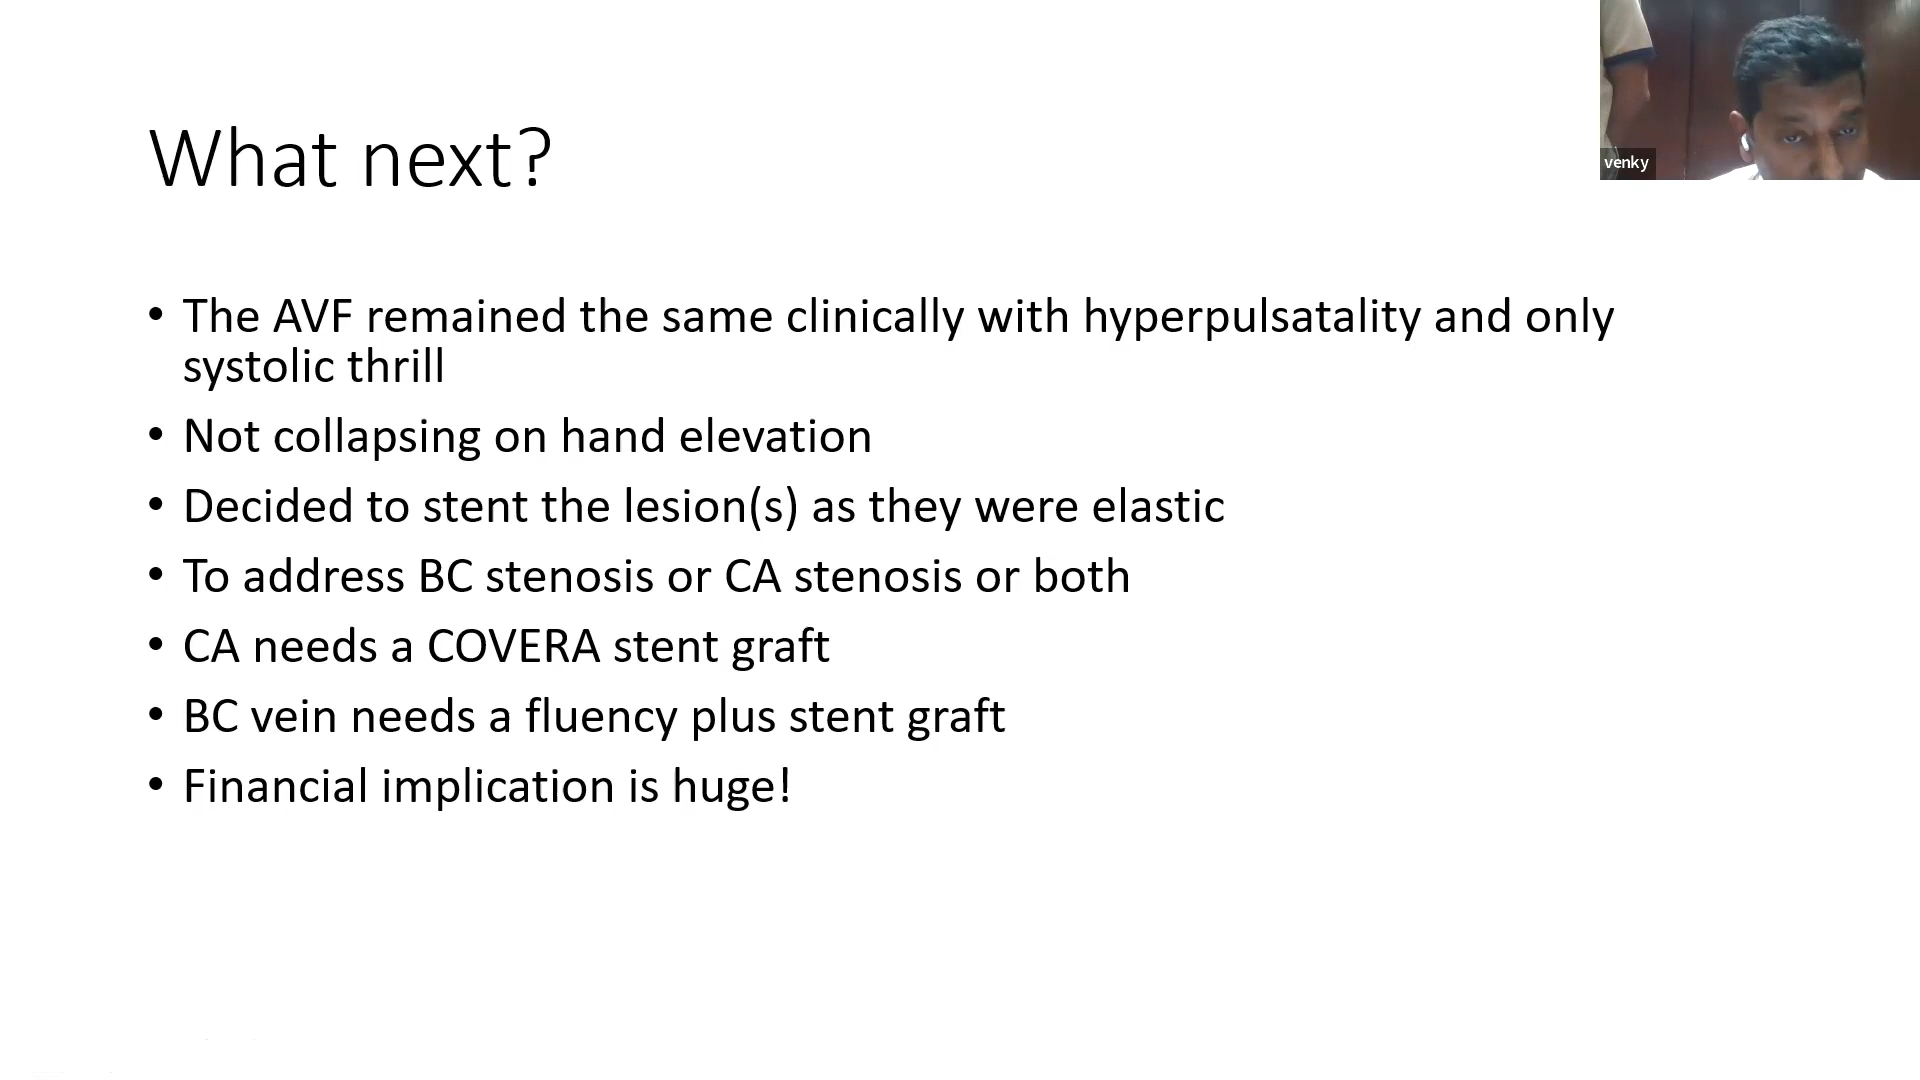 venky
What next?
• The AVF remained the same clinically with hyperpulsatality and only
systolic thrill
• Not collapsing on hand elevation
• Decided to stent the lesion(s) as they were elastic
• To address BC stenosis or CA stenosis or both
• CA needs a COVERA stent graft
• BC vein needs a fluency plus stent graft
• Financial implication is huge!